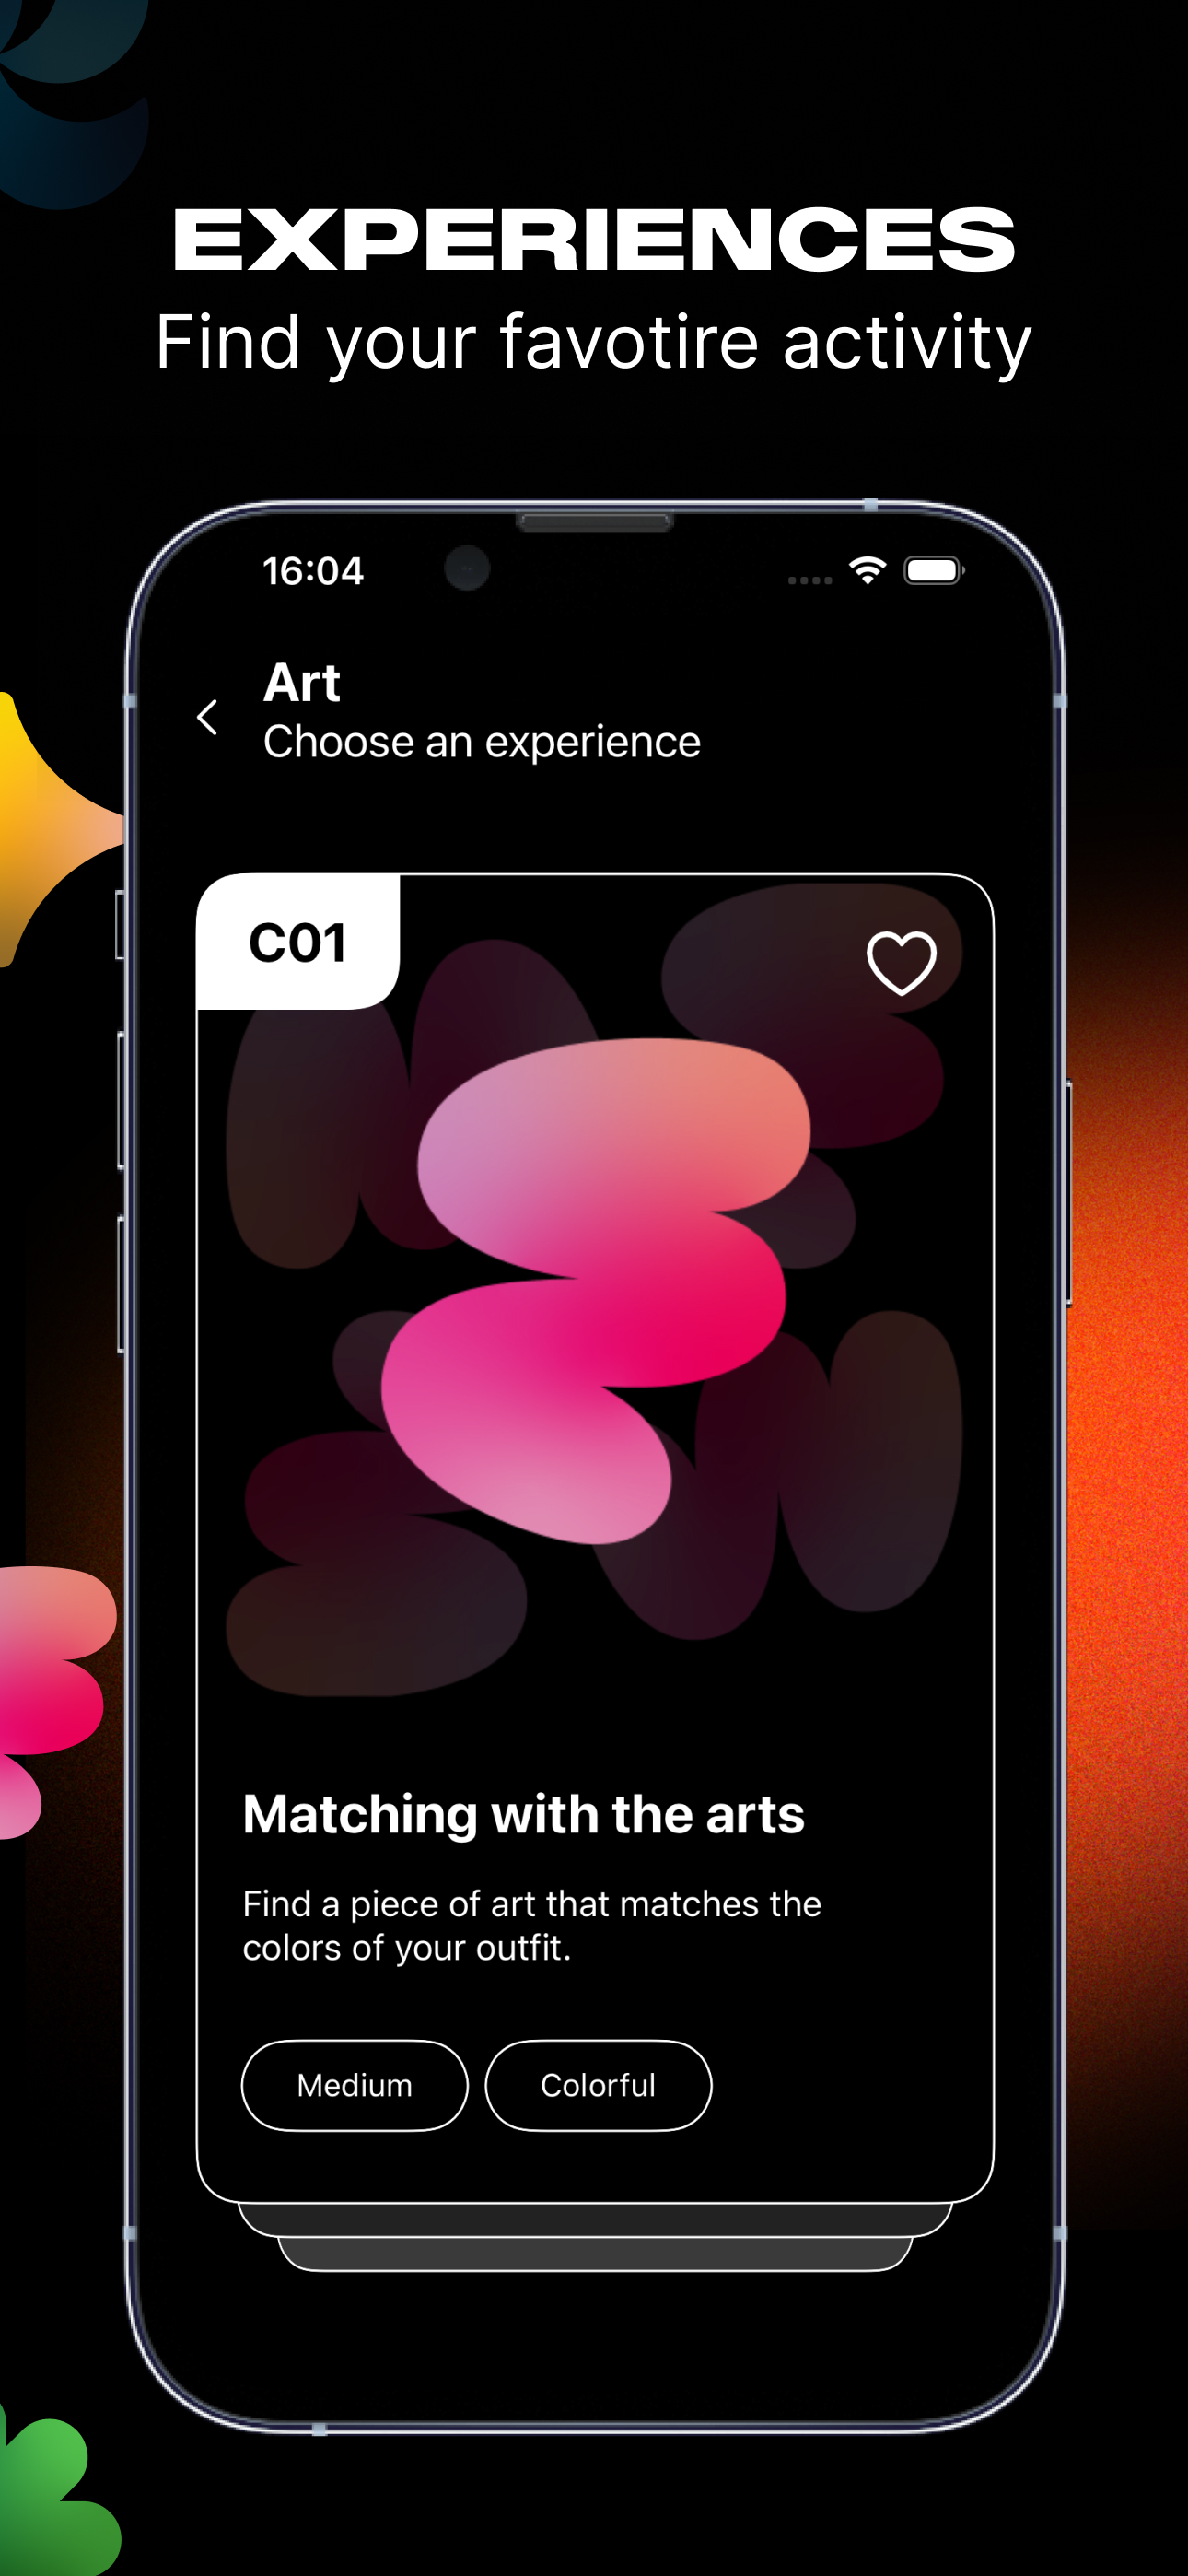 EXPERIENCES
Find your favotire activity
16:04
Art
Choose an experience
C01
Matching with the arts
Find a piece of art that matches the
colors of your outfit.
Medium
Colorful